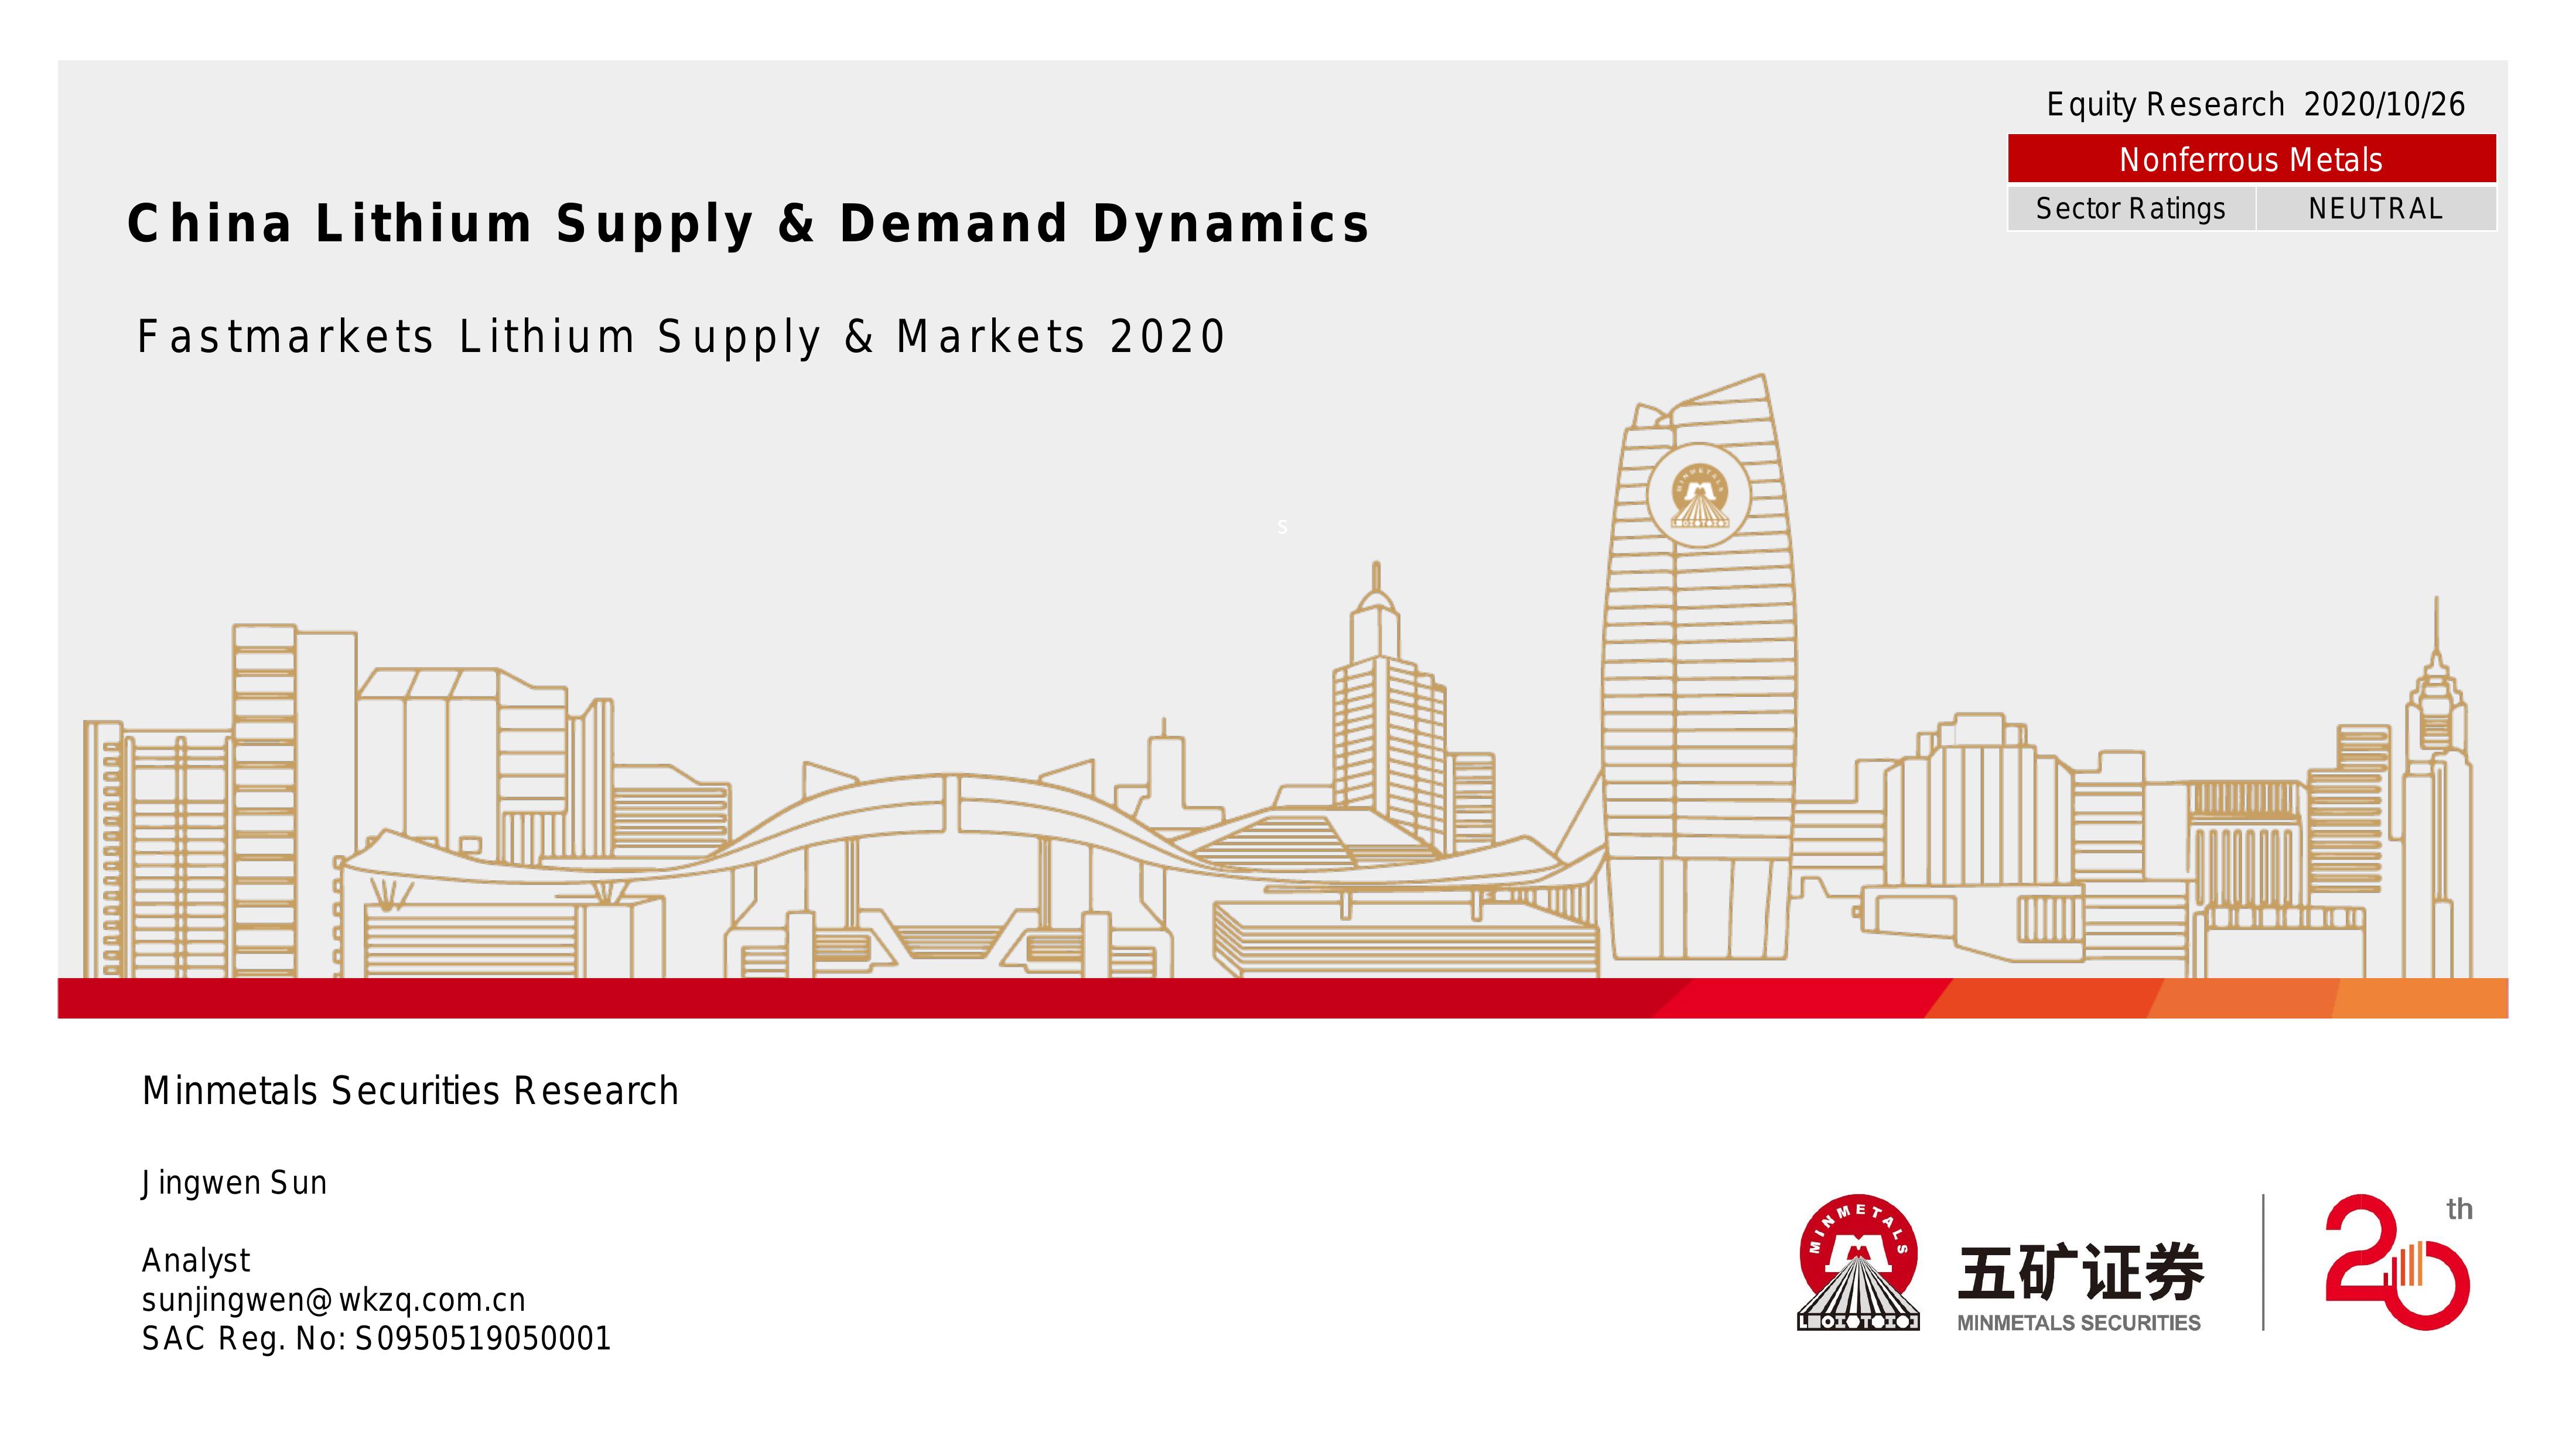 Equity Research 2020/10/26
Nonferrous Metals
Sector Ratings NEUTRAL
China Lithium Supply & Demand Dynamics
Fastmarkets Lithium Supply & Markets 2020
MINMETALS
s
Minmetals Securities Research
Jingwen Sun
Analyst
sunjingwen@wkzq.com.cn
SAC Reg. No: S0950519050001
MINMETALS
五矿证券
MINMETALS SECURITIES
20th